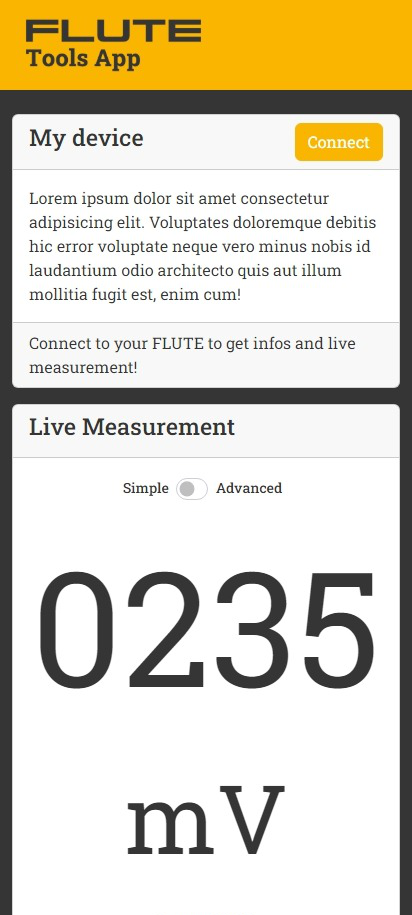 FLUTE
Tools App
My device
Connect
Lorem ipsum dolor sit amet consectetur
adipisicing elit. Voluptates doloremque debitis
hic error voluptate neque vero minus nobis id
laudantium odio architecto quis aut illum
mollitia fugit est, enim cum!
Connect to your FLUTE to get infos and live
measurement!
Live Measurement
Simple Advanced
0235
mV